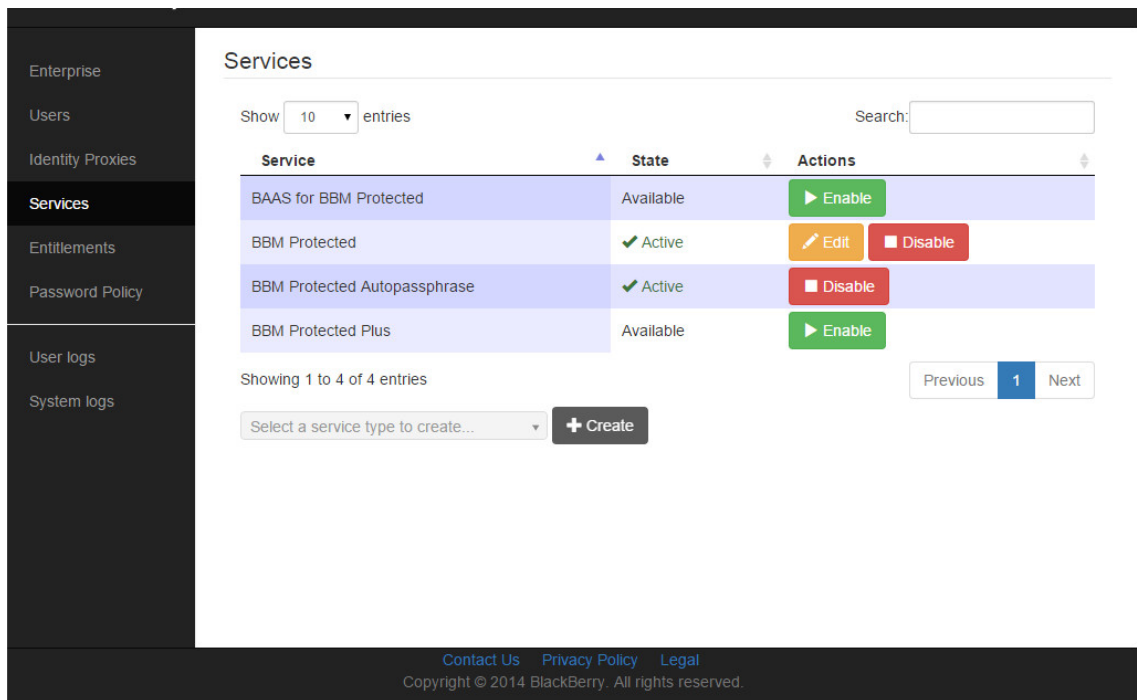 Enterprise
Users
Identity Proxies
Services
Entitlements
Password Policy
User logs
System logs
Services
Show 10 entries
Search:
Service State Actions
BAAS for BBM Protected Available Enable
BBM Protected Active Edit Disable
BBM Protected Autopassphrase Active Disable
BBM Protected Plus Available Enable
Showing 1 to 4 of 4 entries
Previous 1 Next
Select a service type to create... Create
Contact Us Privacy Policy Legal
Copyright © 2014 BlackBerry. All rights reserved.